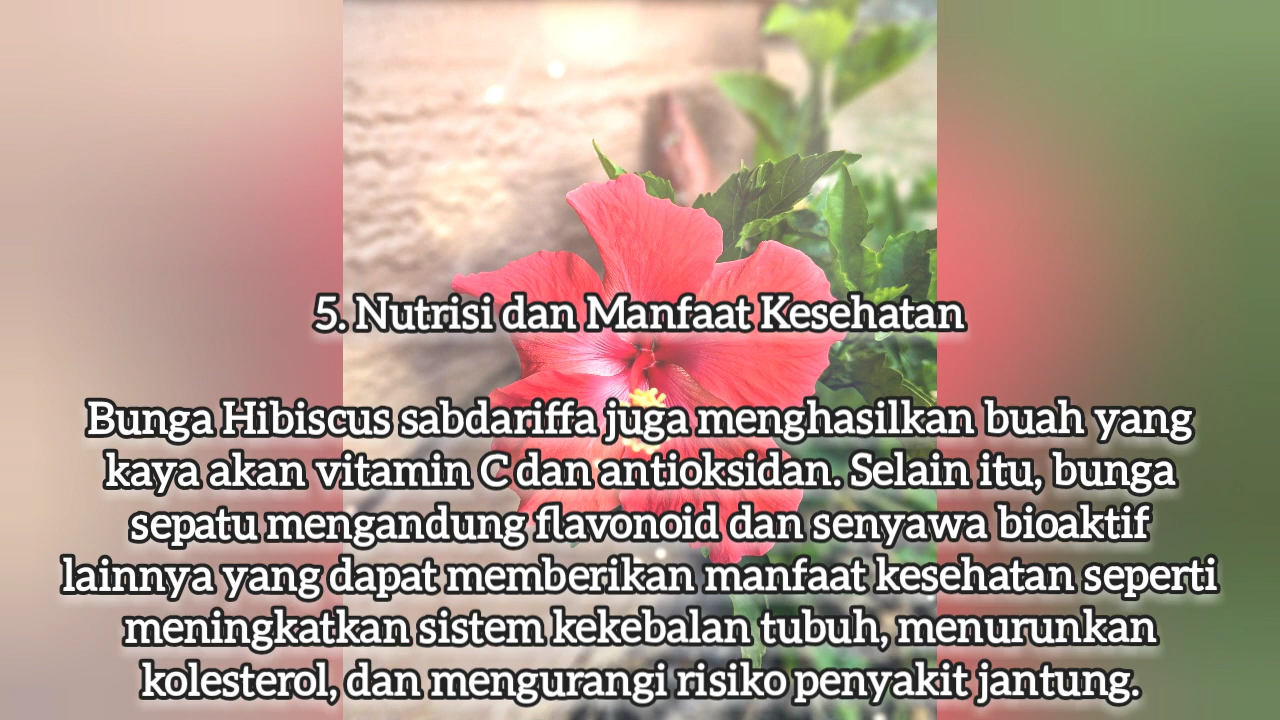 5. Nutrisi dan Manfaat Kesehatan
Bunga Hibiscus sabdariffa juga menghasilkan buah yang
kaya akan vitamin C dan antioksidan. Selain itu, bunga
sepatu mengandung flavonoid dan senyawa bioaktif
lainnya yang dapat memberikan manfaat kesehatan seperti
meningkatkan sistem kekebalan tubuh, menurunkan
kolesterol, dan mengurangi risiko penyakit jantung.